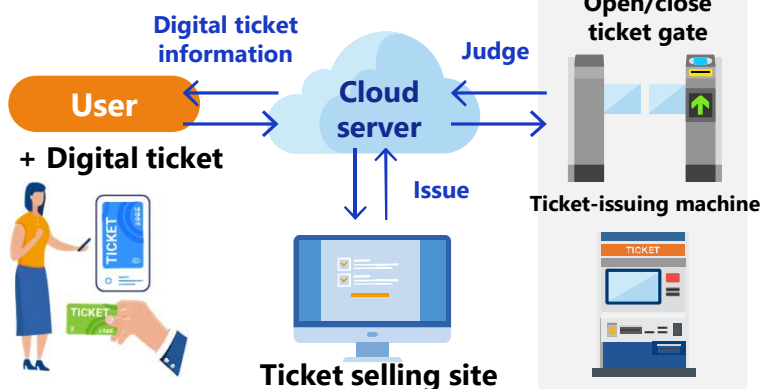 Open/close
ticket gate
Digital ticket
information
Judge
User
Cloud
server
+ Digital ticket
Issue
Ticket-issuing machine
TICKET
TICKET
TICKET
Ticket selling site